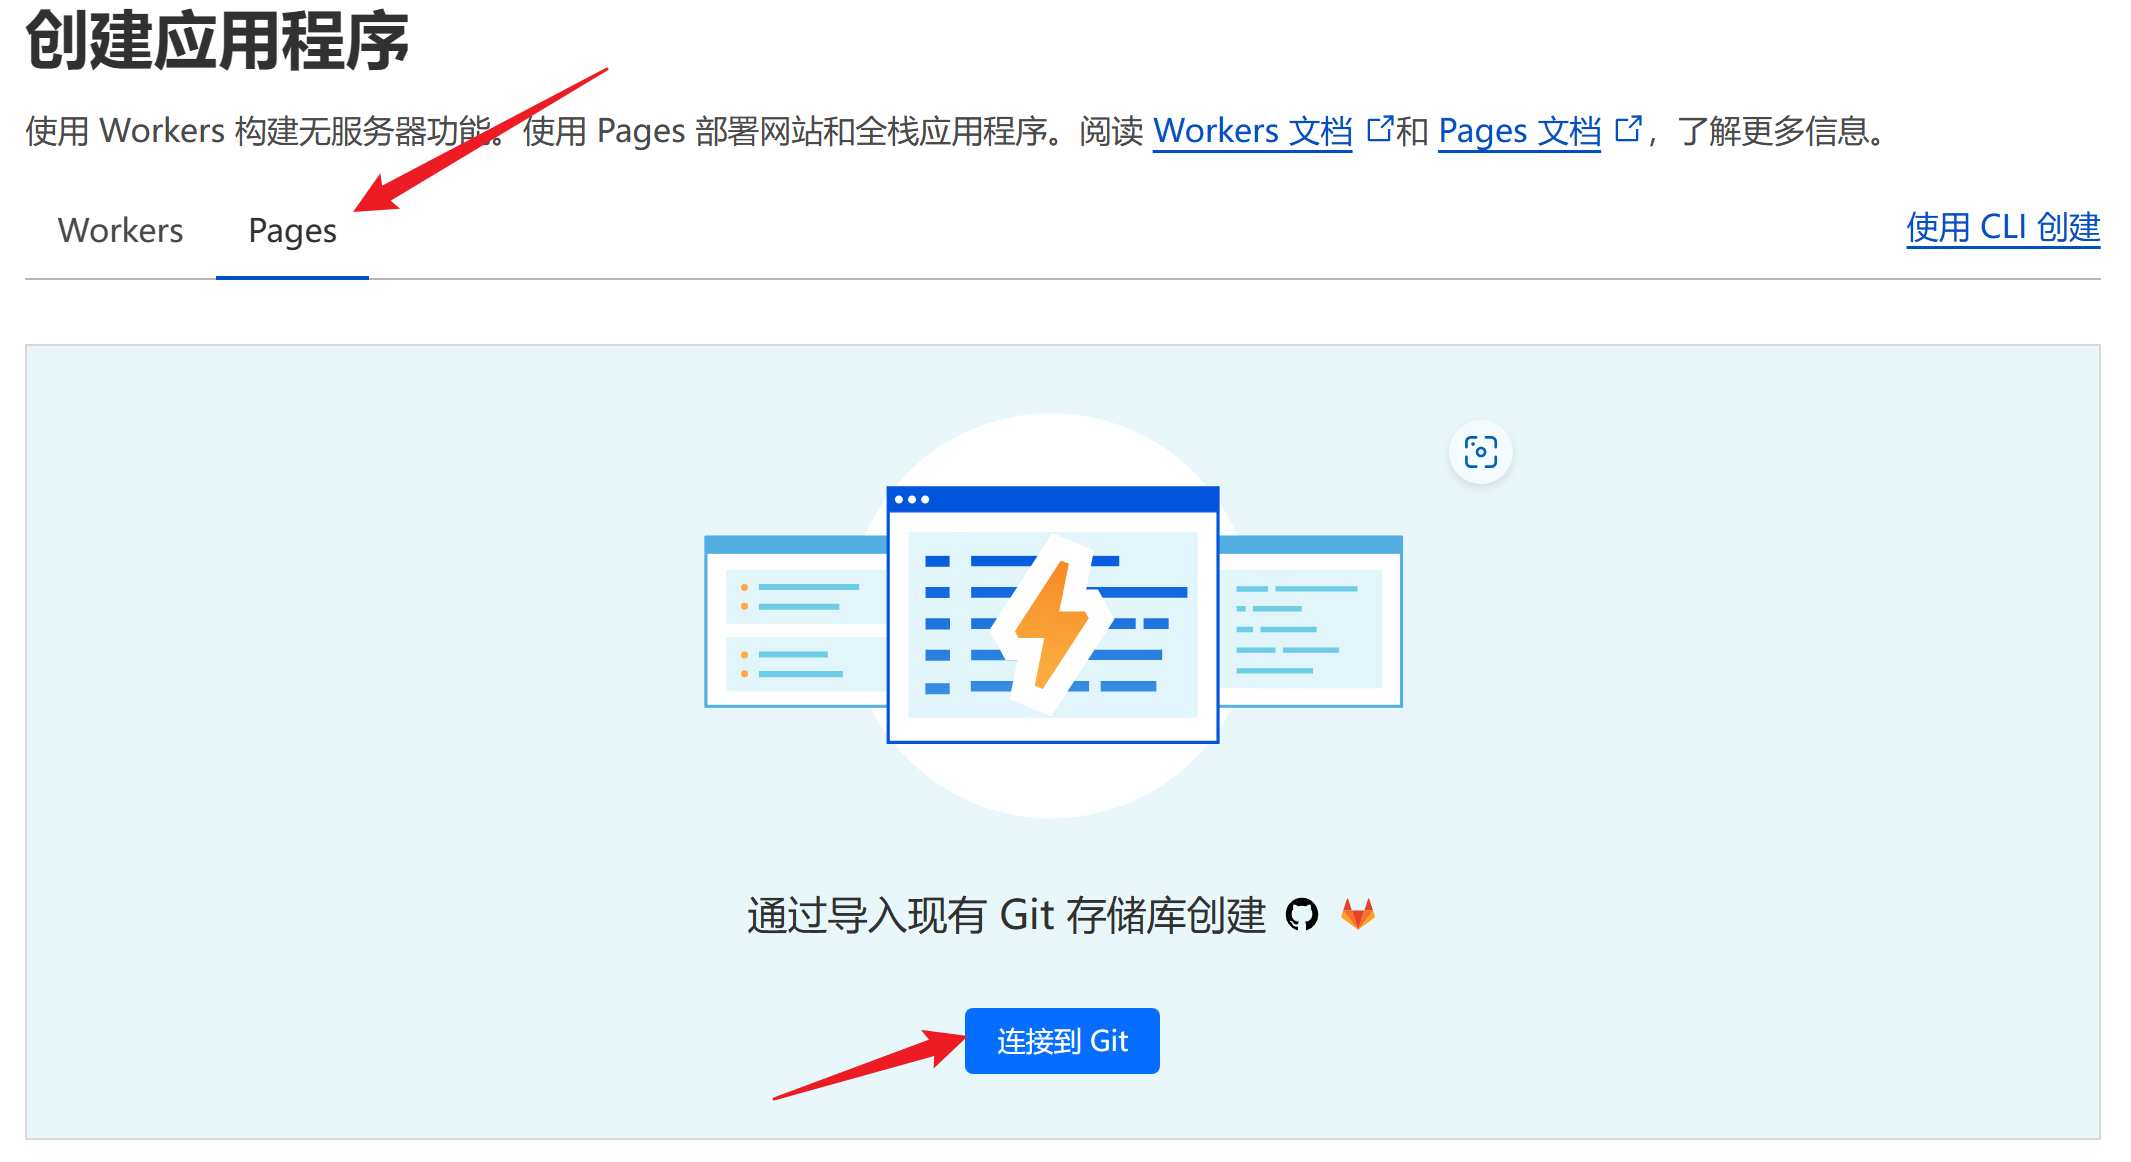 创建应用程序
使用 Workers 构建无服务器功能。使用 Pages 部署网站和全栈应用程序。阅读 Workers 文档 和 Pages 文档，了解更多信息。
Workers Pages 使用 CLI 创建
通过导入现有 Git 存储库创建
连接到 Git